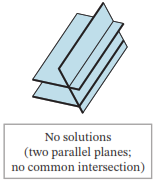 No solutions
(two parallel planes;
no common intersection)